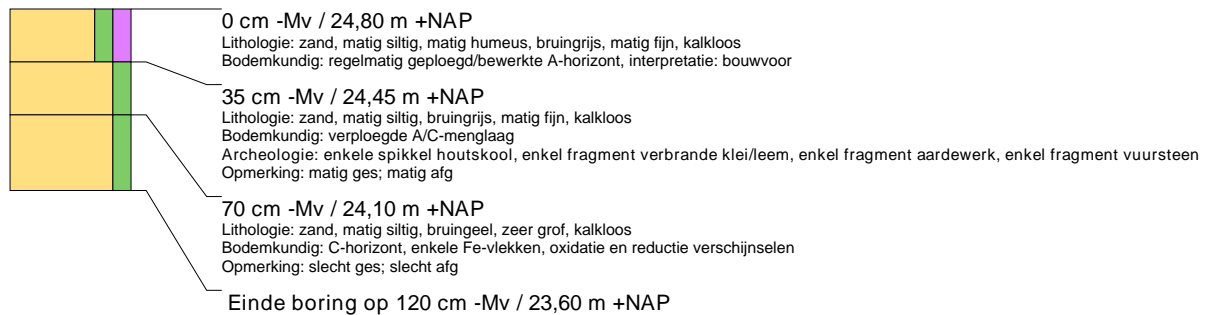 0 cm -Mv / 24,80 m +NAP
Lithologie: zand, matig siltig, matig humeus, bruingrijs, matig fijn, kalkloos
Bodemkundig: regelmatig geploegd/bewerkte A-horizont, interpretatie: bouwvoor
35 cm -Mv / 24,45 m +NAP
Lithologie: zand, matig siltig, bruingrijs, matig fijn, kalkloos
Bodemkundig: verploegde A/C-menglaag
Archeologie: enkele spikkel houtskool, enkel fragment verbrande klei/leem, enkel fragment aardewerk, enkel fragment vuursteen
Opmerking: matig ges; matig afg
70 cm -Mv / 24,10 m +NAP
Lithologie: zand, matig siltig, bruingeel, zeer grof, kalkloos
Bodemkundig: C-horizont, enkele Fe-vlekken, oxidatie en reductie verschijnselen
Opmerking: slecht ges; slecht afg
Einde boring op 120 cm -Mv / 23,60 m +NAP